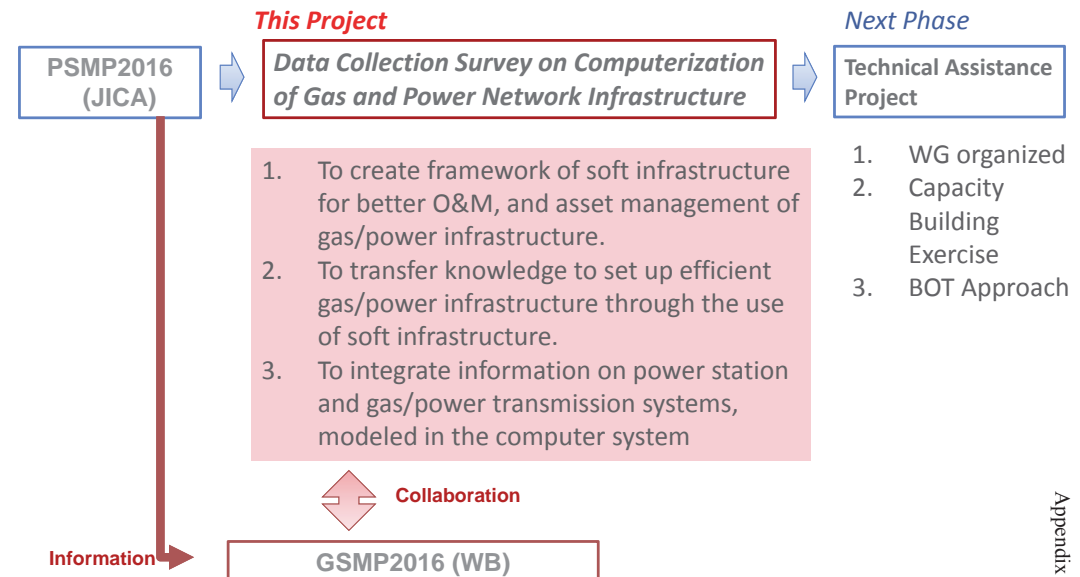 This Project
Next Phase
PSMP2016
(JICA)
Data Collection Survey on Computerization
of Gas and Power Network Infrastructure
Technical Assistance
Project
1. To create framework of soft infrastructure
for better O&M, and asset management of
gas/power infrastructure.
2. To transfer knowledge to set up efficient
gas/power infrastructure through the use
of soft infrastructure.
3. To integrate information on power station
and gas/power transmission systems,
modeled in the computer system
1. WG organized
2. Capacity
Building
Exercise
3. BOT Approach
Collaboration
Information
GSMP2016 (WB)
Appendix